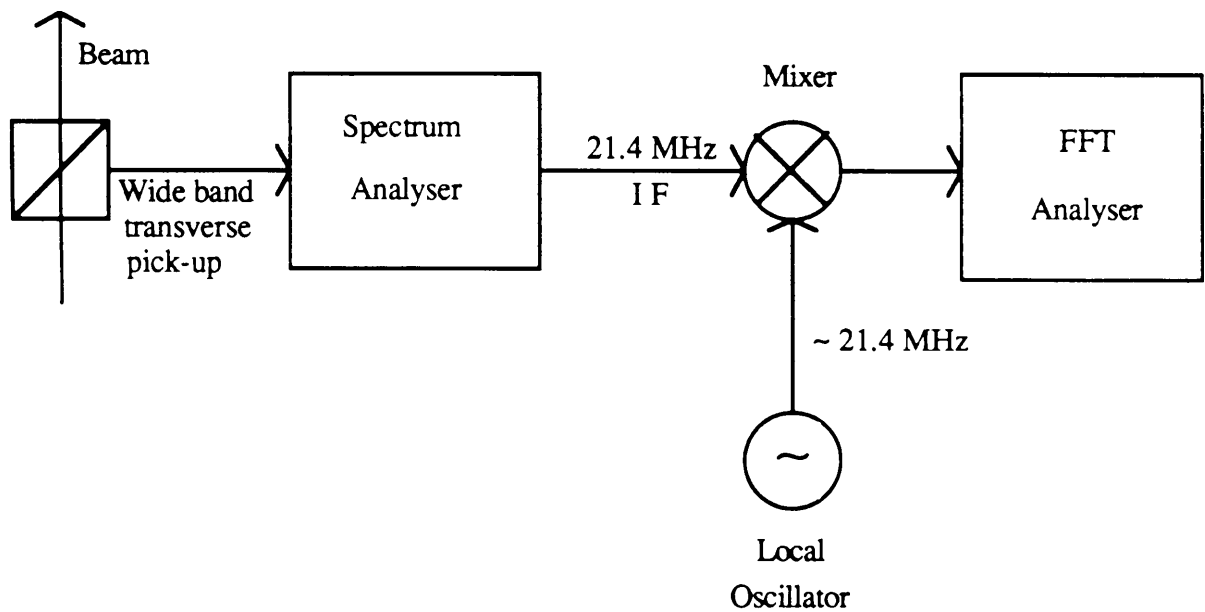 Beam
Wide band
transverse
pick-up
Spectrum
Analyser
21.4 MHz
I F
Mixer
FFT
Analyser
~ 21.4 MHz
~
Local
Oscillator